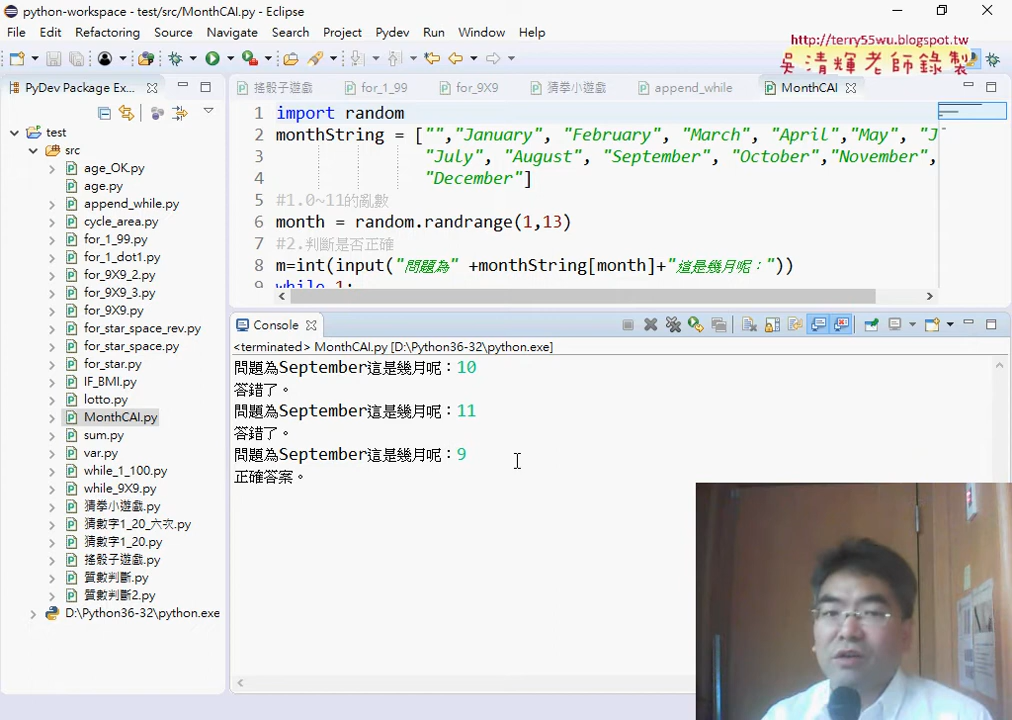 python-workspace - test/src/MonthCAI.py - Eclipse
File Edit Refactoring Source Navigate Search Project Pydev Run Window Help
http://terry55wu.blogspot.tw
吳清輝老師錄製
PyDev Package Ex...
搖骰子遊戲 for_1_99 for_9X9 猜拳小遊戲 append_while MonthCAI
test
src
age_OK.py
age.py
append_while.py
cycle_area.py
for_1_99.py
for_1_dot1.py
for_9X9_2.py
for_9X9_3.py
for_9X9.py
for_star_space_rev.py
for_star_space.py
for_star.py
IF_BMI.py
lotto.py
MonthCAI.py
sum.py
var.py
while_1_100.py
while_9X9.py
猜拳小遊戲.py
猜數字1_20_六次.py
猜數字1_20.py
搖骰子遊戲.py
質數判斷.py
質數判斷2.py
D:\Python36-32\python.exe
1 import random
2 monthString = ["","January", "February", "March", "April","May", "J
3 "July", "August", "September", "October","November",
4 "December"]
5 #1.0~11的亂數
6 month = random.randrange(1,13)
7 #2.判斷是否正確
8 m=int(input("問題為" +monthString[month]+"這是幾月呢："))
9 while 1:
Console
<terminated> MonthCAI.py [D:\Python36-32\python.exe]
問題為September這是幾月呢：10
答錯了。
問題為September這是幾月呢：11
答錯了。
問題為September這是幾月呢：9
正確答案。